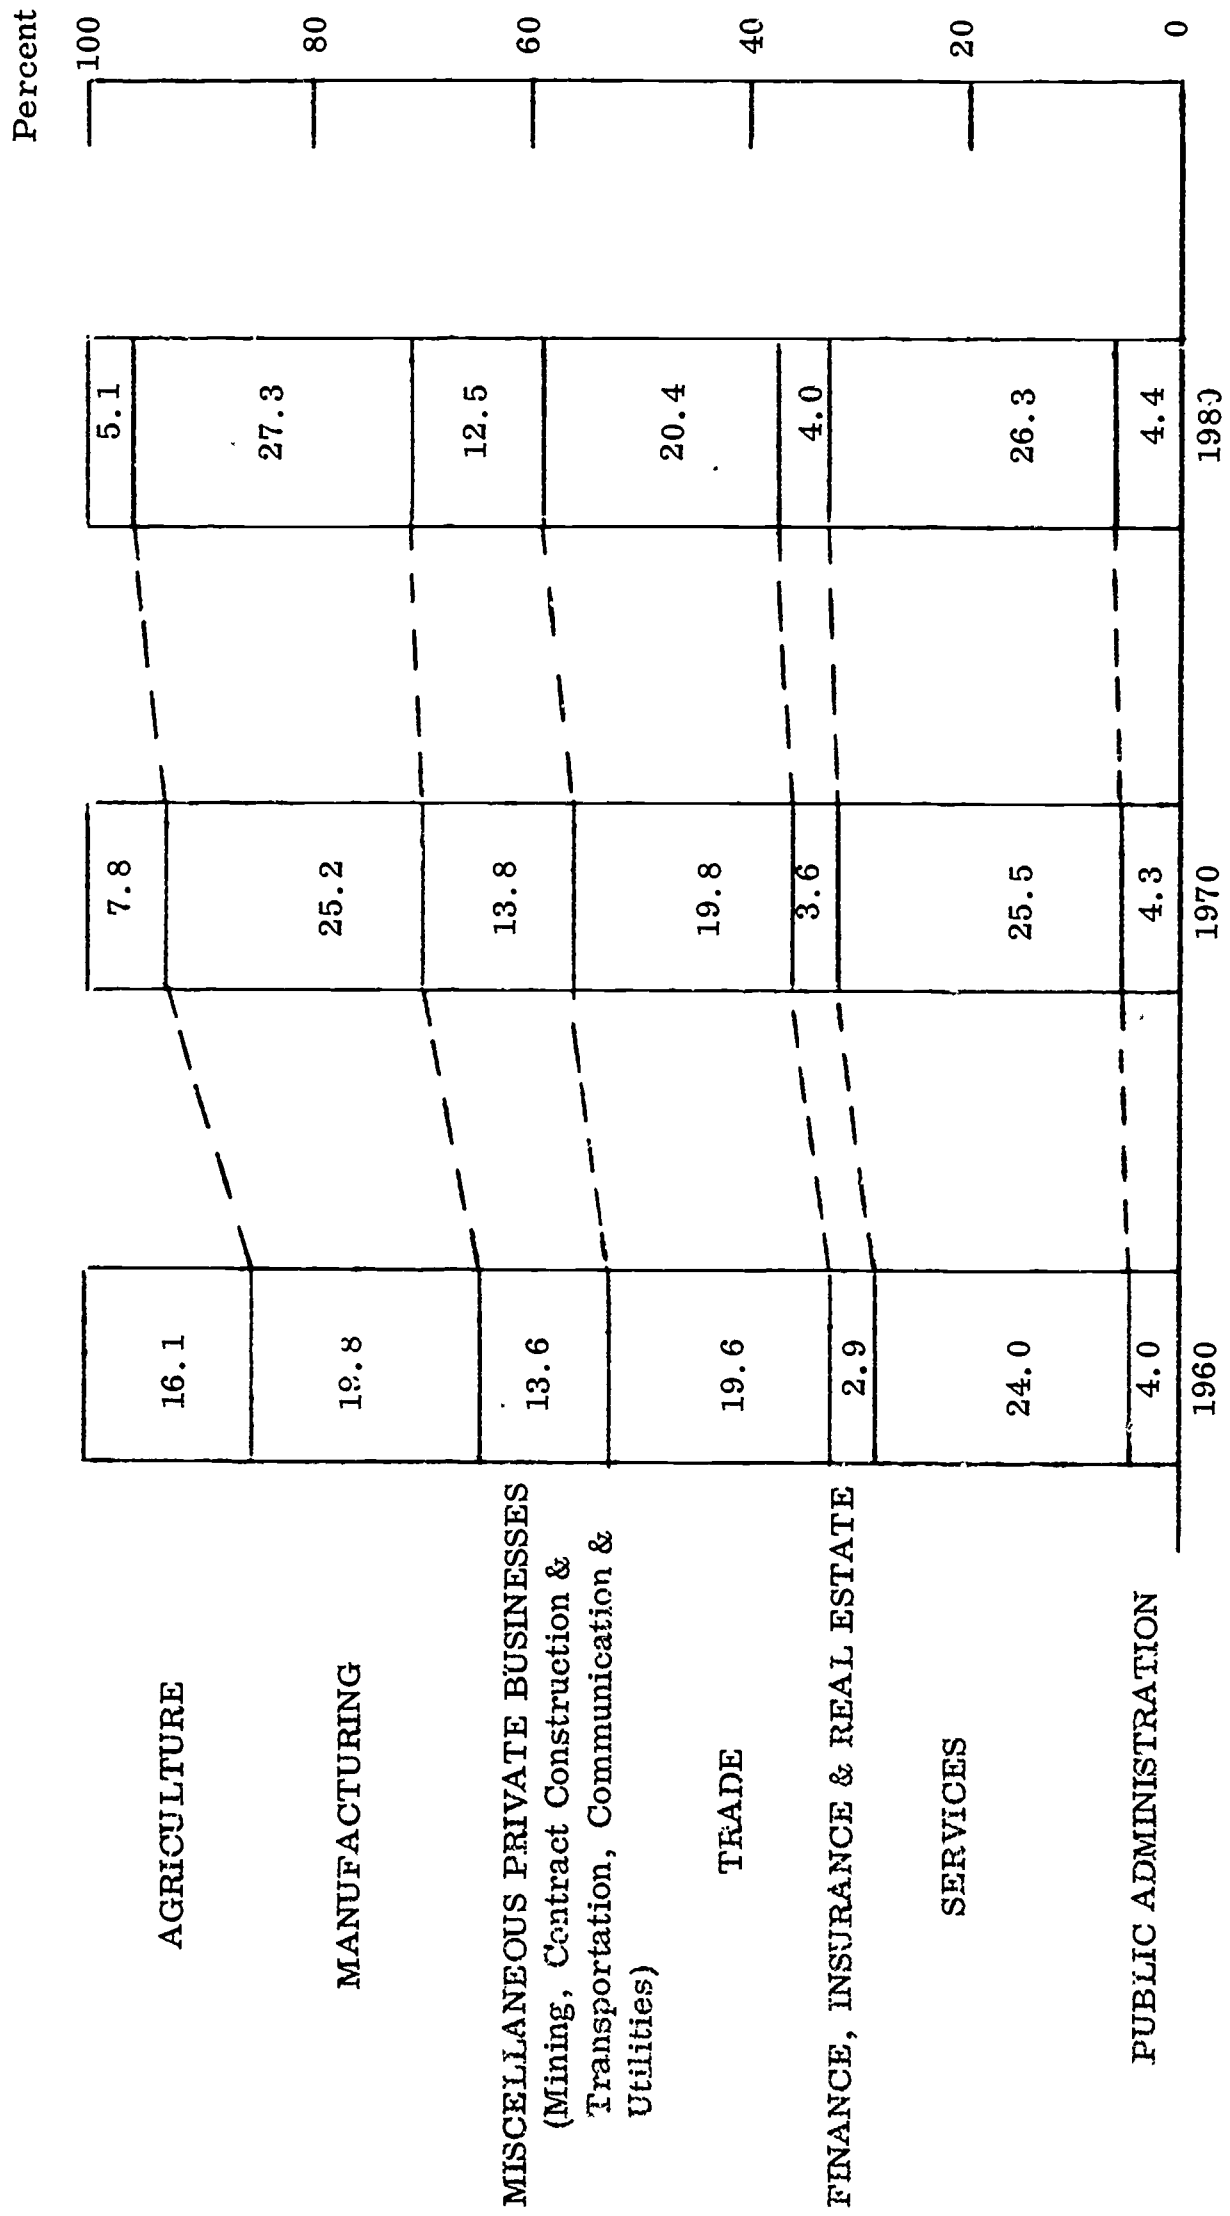 Percent
100
80
60
40
20
0
AGRICULTURE
16.1
7.8
5.1
MANUFACTURING
19.8
25.2
27.3
MISCELLANEOUS PRIVATE BUSINESSES
(Mining, Contract Construction &
Transportation, Communication &
Utilities)
13.6
13.8
12.5
TRADE
19.6
19.8
20.4
FINANCE, INSURANCE & REAL ESTATE
2.9
3.6
4.0
SERVICES
24.0
25.5
26.3
PUBLIC ADMINISTRATION
4.0
4.3
4.4
1960
1970
1980